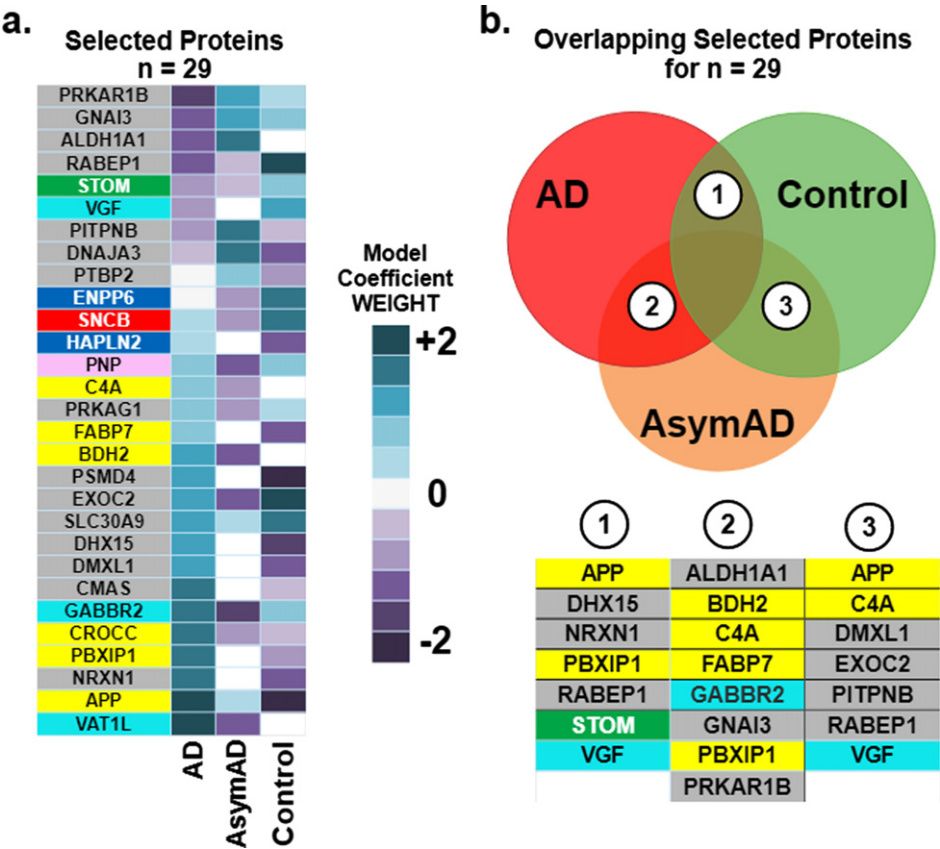 a.
Selected Proteins
n = 29
PRKAR1B
GNAI3
ALDH1A1
RABEP1
STOM
VGF
PITPNB
DNAJA3
PTBP2
ENPP6
SNCB
HAPLN2
PNP
C4A
PRKAG1
FABP7
BDH2
PSMD4
EXOC2
SLC30A9
DHX15
DMXL1
CMAS
GABBR2
CROCC
PBXIP1
NRXN1
APP
VAT1L
AD
AsymAD
Control
Model
Coefficient
WEIGHT
+2
0
-2
b.
Overlapping Selected Proteins
for n = 29
AD
Control
AsymAD
1
2
3
1 2 3
APP ALDH1A1 APP
DHX15 BDH2 C4A
NRXN1 C4A DMXL1
PBXIP1 FABP7 EXOC2
RABEP1 GABBR2 PITPNB
STOM GNAI3 RABEP1
VGF PBXIP1 VGF
PRKAR1B